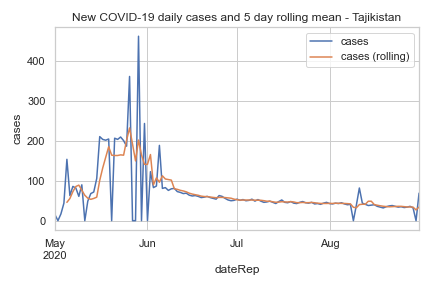 New COVID-19 daily cases and 5 day rolling mean - Tajikistan
cases
cases (rolling)
cases
400
300
200
100
0
May
2020
Jun
Jul
Aug
dateRep